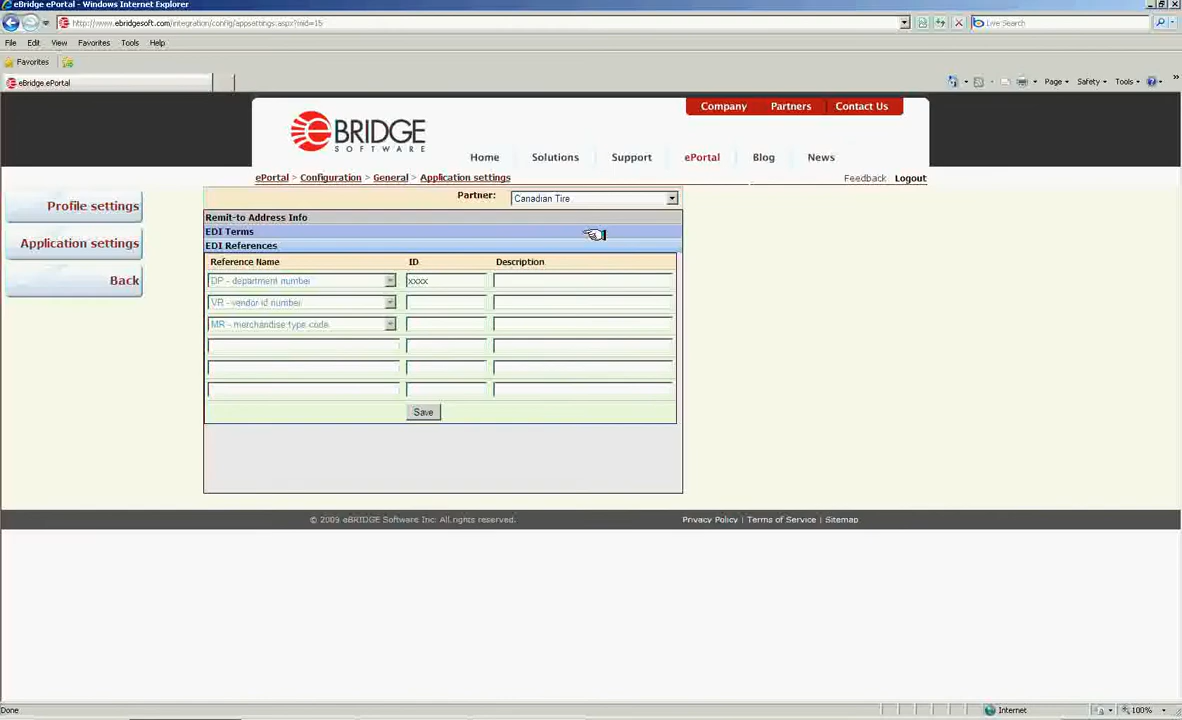 eBridge ePortal - Windows Internet Explorer
http://www.ebridgesoft.com/integration/config/appsettings.aspx?mid=15
Live Search
File Edit View Favorites Tools Help
Favorites
eBridge ePortal
Page Safety Tools
Company Partners Contact Us
eBRIDGE
SOFTWARE
Home Solutions Support ePortal Blog News
ePortal > Configuration > General > Application settings
Feedback Logout
Profile settings
Application settings
Back
Partner: Canadian Tire
Remit-to Address Info
EDI Terms
EDI References
Reference Name ID Description
DP - department number xxxx
VR - vendor id number
MR - merchandise type code
Save
© 2009 eBRIDGE Software Inc. All rights reserved.
Privacy Policy | Terms of Service | Sitemap
Done
Internet
100%